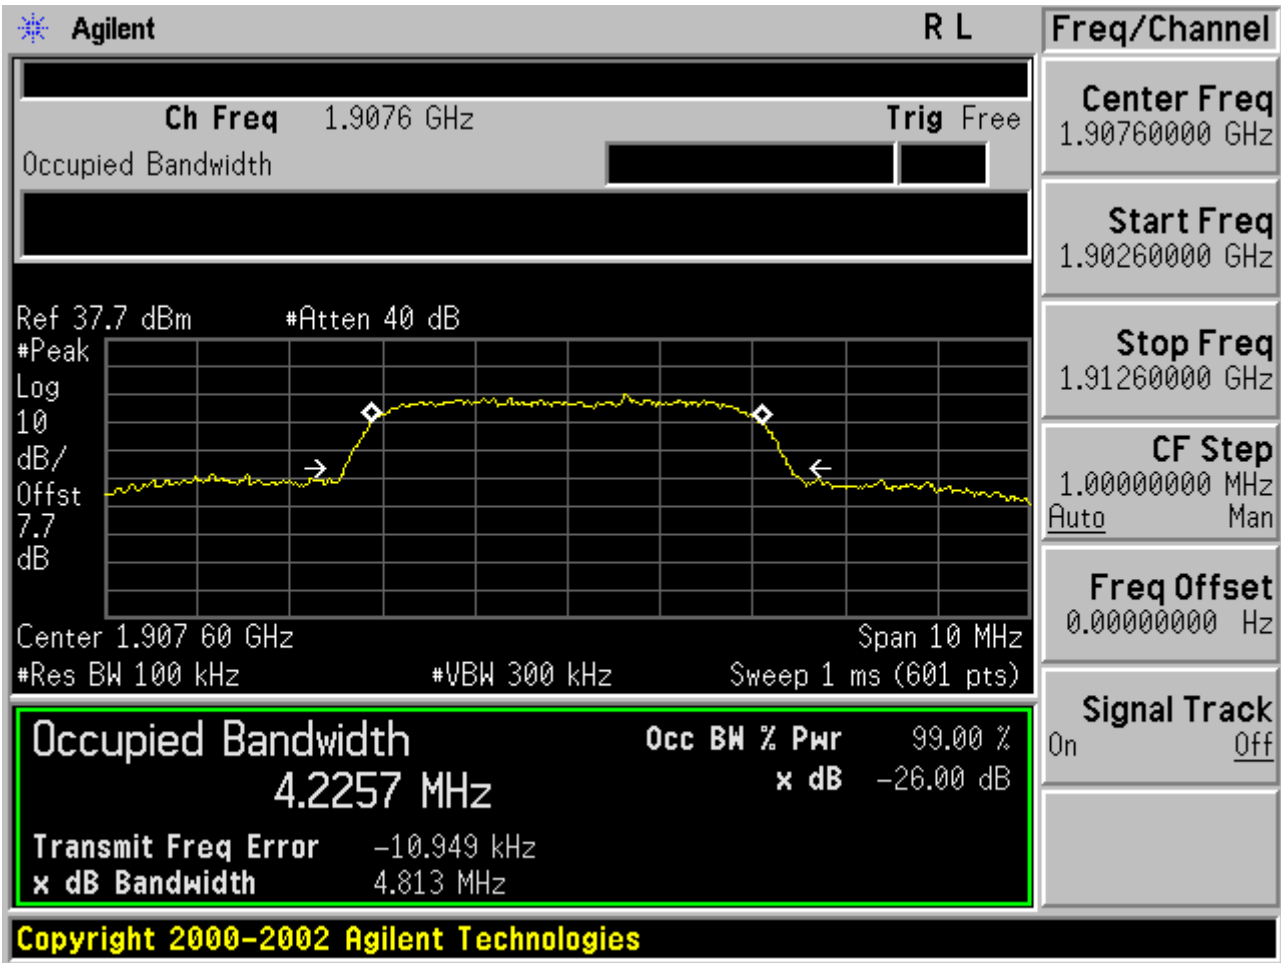 Agilent
R L
Freq/Channel
Ch Freq 1.9076 GHz
Trig Free
Occupied Bandwidth
Center Freq
1.90760000 GHz
Start Freq
1.90260000 GHz
Stop Freq
1.91260000 GHz
CF Step
1.00000000 MHz
Auto Man
Freq Offset
0.00000000 Hz
Signal Track
On Off
Ref 37.7 dBm #Atten 40 dB
#Peak
Log
10
dB/
Offst
7.7
dB
Center 1.907 60 GHz Span 10 MHz
#Res BW 100 kHz #VBW 300 kHz Sweep 1 ms (601 pts)
Occupied Bandwidth
4.2257 MHz
Occ BW % Pwr 99.00 %
x dB -26.00 dB
Transmit Freq Error -10.949 kHz
x dB Bandwidth 4.813 MHz
Copyright 2000-2002 Agilent Technologies